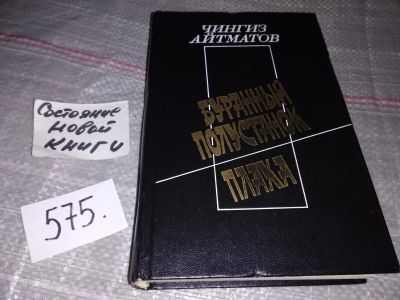 ЧИНГИЗ
АЙТМАТОВ
БУРАННЫЙ
ПОЛУСТАНОК
ПЛАХА
Состояние
новой
книги
575.